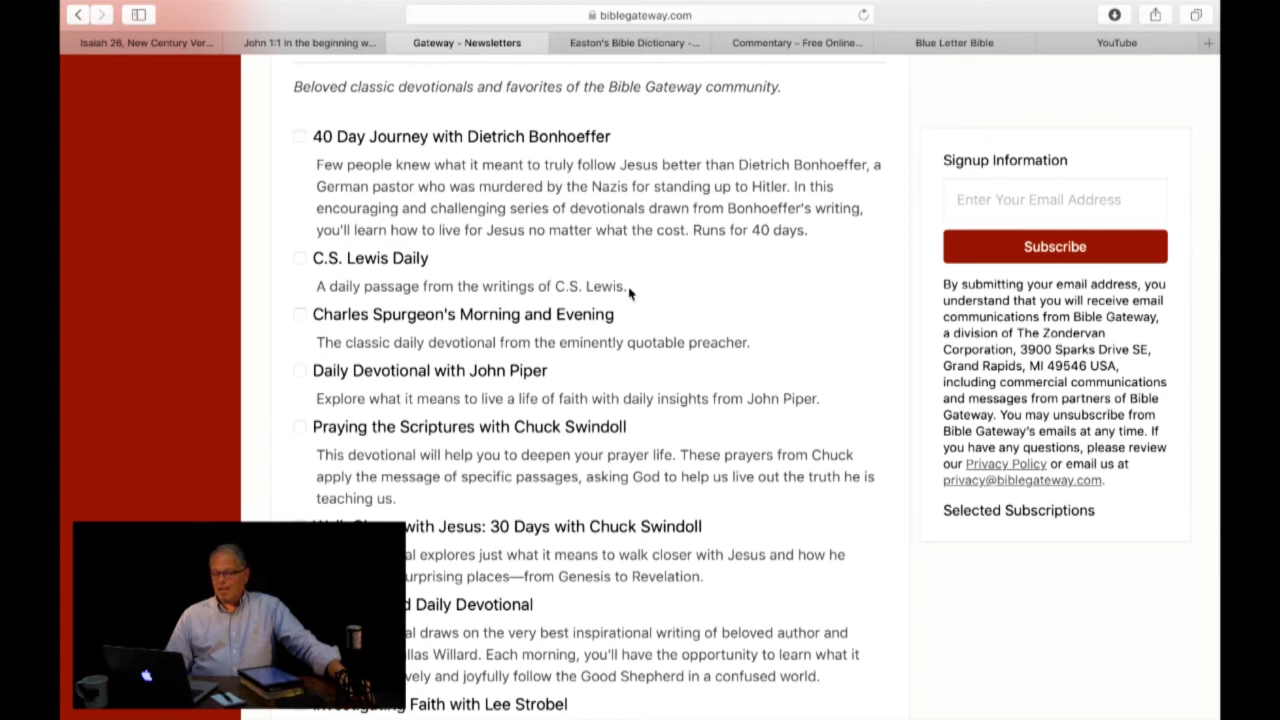 biblegateway.com
Isaiah 26, New Century Ver...
John 1:1 In the beginning w...
Gateway - Newsletters
Easton's Bible Dictionary -...
Commentary – Free Online...
Blue Letter Bible
YouTube
Beloved classic devotionals and favorites of the Bible Gateway community.
40 Day Journey with Dietrich Bonhoeffer
Few people knew what it meant to truly follow Jesus better than Dietrich Bonhoeffer, a
German pastor who was murdered by the Nazis for standing up to Hitler. In this
encouraging and challenging series of devotionals drawn from Bonhoeffer's writing,
you'll learn how to live for Jesus no matter what the cost. Runs for 40 days.
C.S. Lewis Daily
A daily passage from the writings of C.S. Lewis.
Charles Spurgeon's Morning and Evening
The classic daily devotional from the eminently quotable preacher.
Daily Devotional with John Piper
Explore what it means to live a life of faith with daily insights from John Piper.
Praying the Scriptures with Chuck Swindoll
This devotional will help you to deepen your prayer life. These prayers from Chuck
apply the message of specific passages, asking God to help us live out the truth he is
teaching us.
with Jesus: 30 Days with Chuck Swindoll
al explores just what it means to walk closer with Jesus and how he
urprising places—from Genesis to Revelation.
d Daily Devotional
al draws on the very best inspirational writing of beloved author and
llas Willard. Each morning, you'll have the opportunity to learn what it
vely and joyfully follow the Good Shepherd in a confused world.
Faith with Lee Strobel
Signup Information
Enter Your Email Address
Subscribe
By submitting your email address, you
understand that you will receive email
communications from Bible Gateway,
a division of The Zondervan
Corporation, 3900 Sparks Drive SE,
Grand Rapids, MI 49546 USA,
including commercial communications
and messages from partners of Bible
Gateway. You may unsubscribe from
Bible Gateway's emails at any time. If
you have any questions, please review
our Privacy Policy or email us at
privacy@biblegateway.com.
Selected Subscriptions